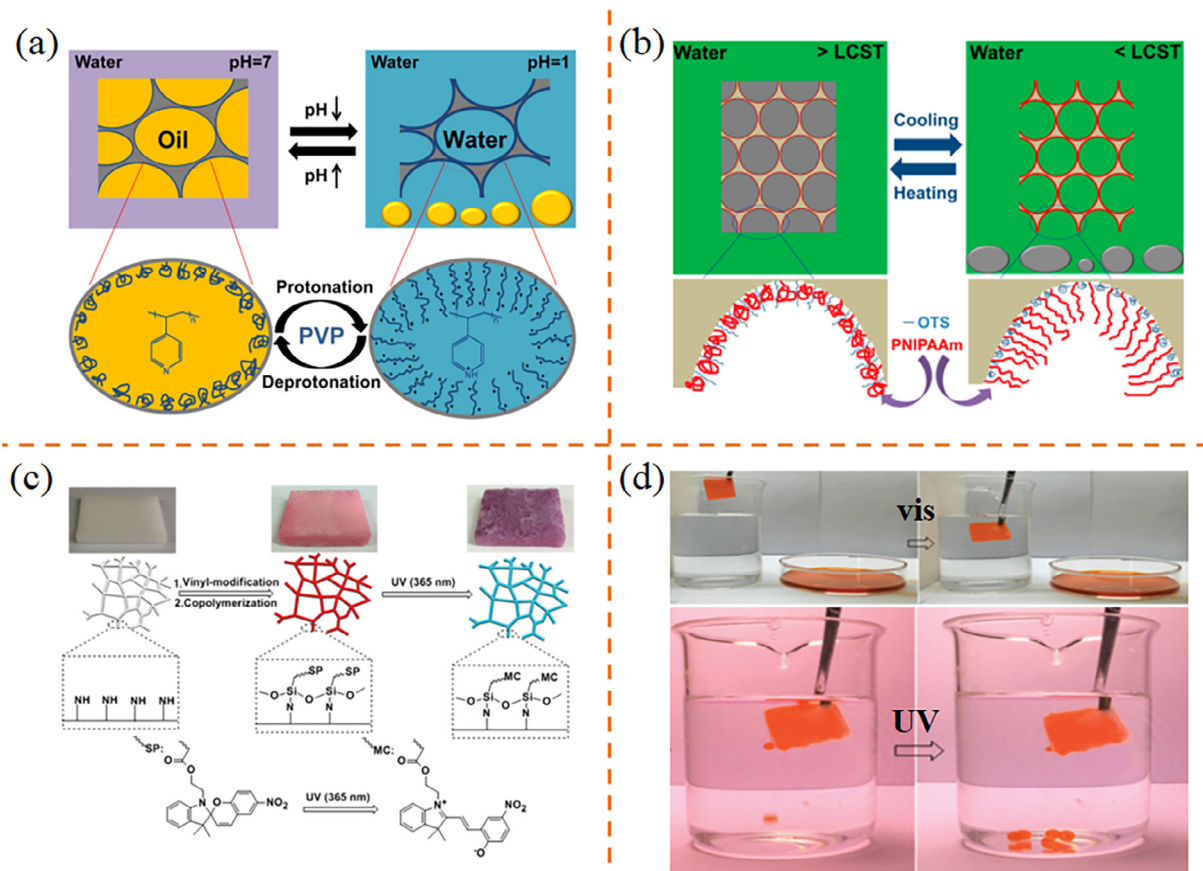 (a)
Water pH=7
Oil
pH↓
pH↑
Water pH=1
Water
Protonation
PVP
Deprotonation
n
N
n
NH
(b)
Water > LCST
Cooling
Heating
Water < LCST
—OTS
PNIPAAm
(c)
1.Vinyl-modification
2.Copolymerization
UV (365 nm)
NH NH NH NH
SP SP
O Si O Si O
N N
MC MC
O Si O Si O
N N
SP:
O
O
N O NO₂
UV (365 nm)
MC:
O
O
N⁺ NO₂
⁻O
(d)
vis
UV